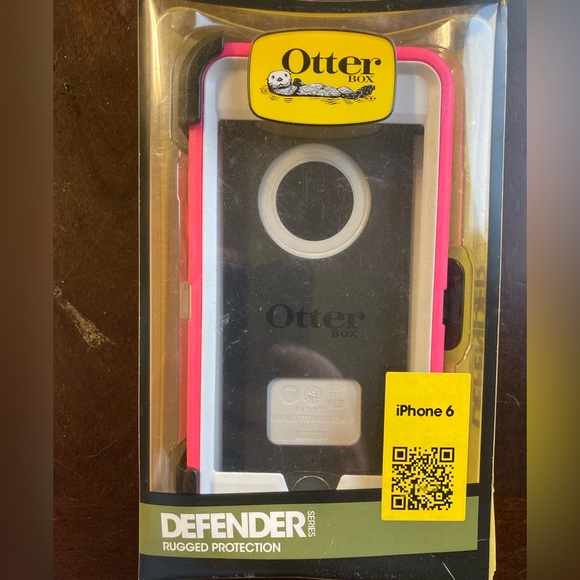 Otter
BOX
Otter
BOX
iPhone 6
DEFENDER
SERIES
RUGGED PROTECTION